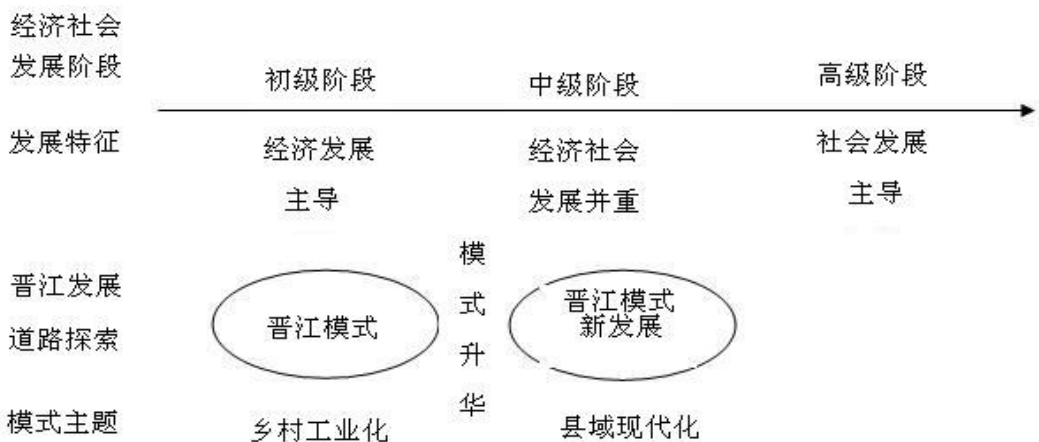 经济社会
发展阶段
初级阶段
中级阶段
高级阶段
发展特征
经济发展
主导
经济社会
发展并重
社会发展
主导
晋江发展
道路探索
晋江模式
模
式
升
华
晋江模式
新发展
模式主题
乡村工业化
县域现代化